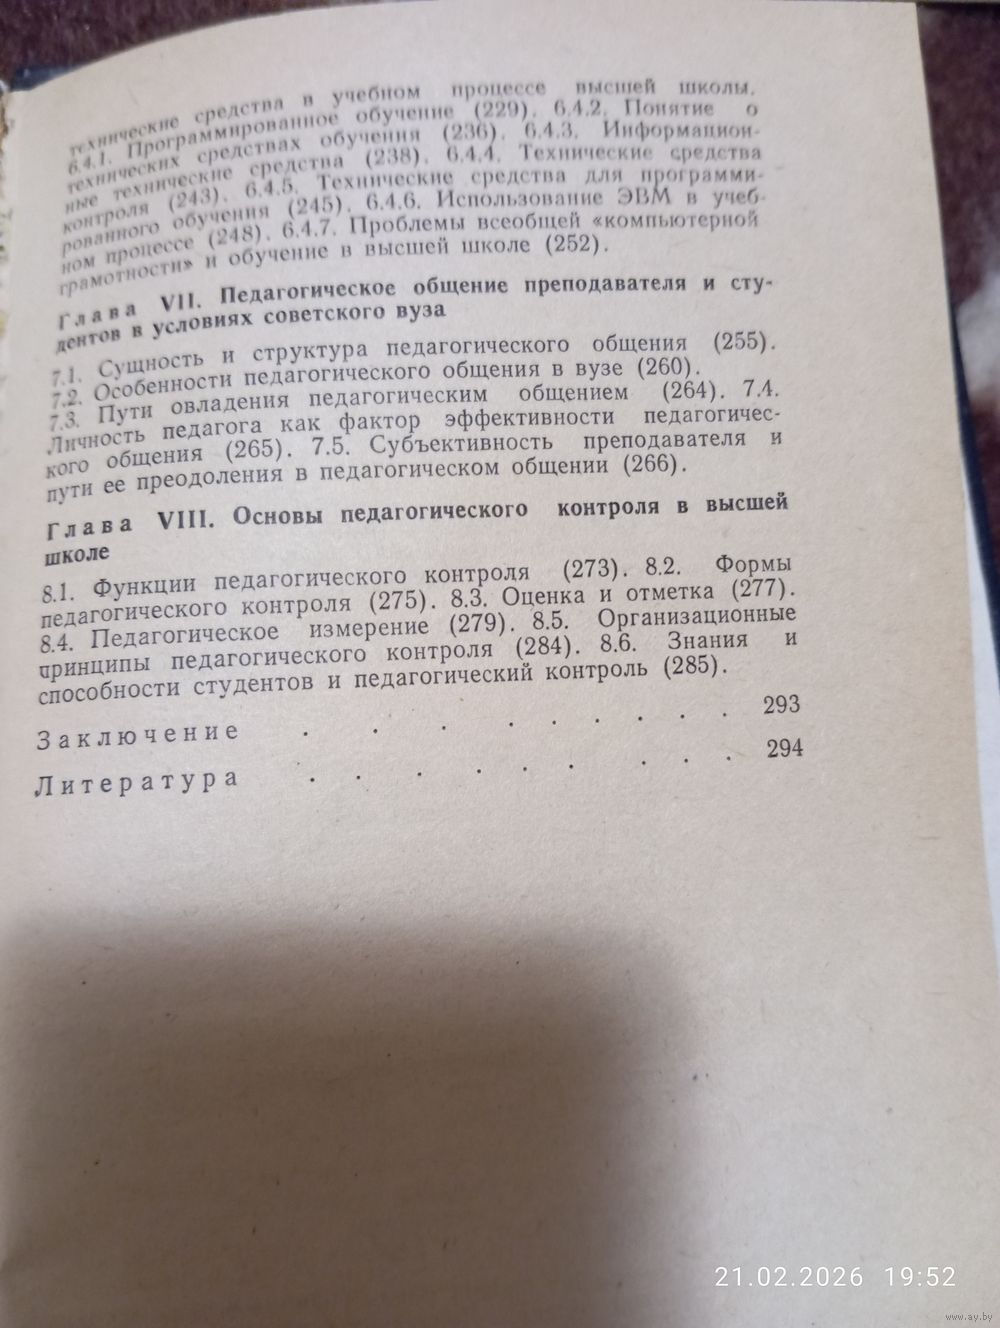 технические средства в учебном процессе высшей школы.
6.4.1. Программированное обучение (229). 6.4.2. Понятие о
технических средствах обучения (236). 6.4.3. Информацион-
ные технические средства (238). 6.4.4. Технические средства
контроля (243). 6.4.5. Технические средства для программи-
рованного обучения (245). 6.4.6. Использование ЭВМ в учеб-
ном процессе (248). 6.4.7. Проблемы всеобщей «компьютерной
грамотности» и обучение в высшей школе (252).
Глава VII. Педагогическое общение преподавателя и сту-
дентов в условиях советского вуза
7.1. Сущность и структура педагогического общения (255).
7.2. Особенности педагогического общения в вузе (260).
7.3. Пути овладения педагогическим общением (264). 7.4.
Личность педагога как фактор эффективности педагогичес-
кого общения (265). 7.5. Субъективность преподавателя и
пути ее преодоления в педагогическом общении (266).
Глава VIII. Основы педагогического контроля в высшей
школе
8.1. Функции педагогического контроля (273). 8.2. Формы
педагогического контроля (275). 8.3. Оценка и отметка (277).
8.4. Педагогическое измерение (279). 8.5. Организационные
принципы педагогического контроля (284). 8.6. Знания и
способности студентов и педагогический контроль (285).
Заключение . . . . . . . . 293
Литература . . . . . . . . . 294
21.02.2026 19:52
www.ay.by